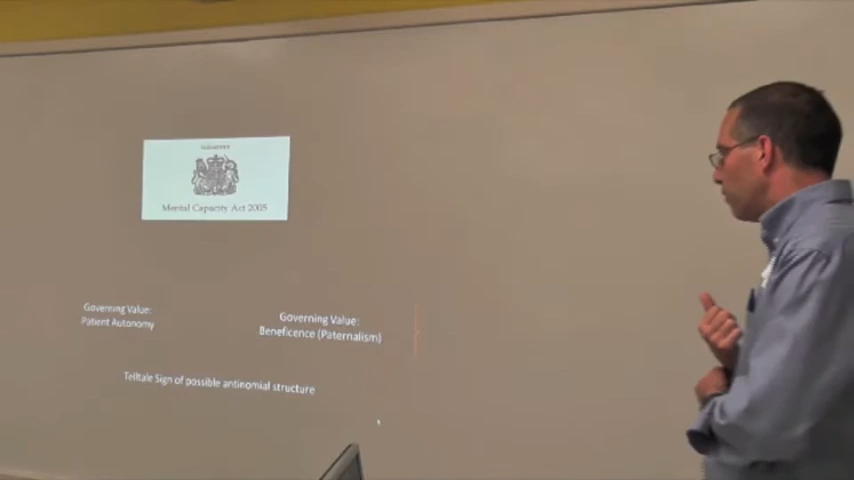 Mental Capacity Act 2005
Governing Value:
Patient Autonomy
Governing Value:
Beneficence (Paternalism)
Telltale Sign of possible antinomial structure